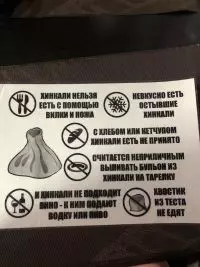 ХИНКАЛИ НЕЛЬЗЯ
ЕСТЬ С ПОМОЩЬЮ
ВИЛКИ И НОЖА
НЕВКУСНО ЕСТЬ
ОСТЫВШИЕ
ХИНКАЛИ
С ХЛЕБОМ ИЛИ КЕТЧУПОМ
ХИНКАЛИ ЕСТЬ НЕ ПРИНЯТО
СЧИТАЕТСЯ НЕПРИЛИЧНЫМ
ВЫЛИВАТЬ БУЛЬОН ИЗ
ХИНКАЛИ НА ТАРЕЛКУ
К ХИНКАЛИ НЕ ПОДХОДИТ
ВИНО - К НИМ ПОДАЮТ
ВОДКУ ИЛИ ПИВО
ХВОСТИК
ИЗ ТЕСТА
НЕ ЕДЯТ